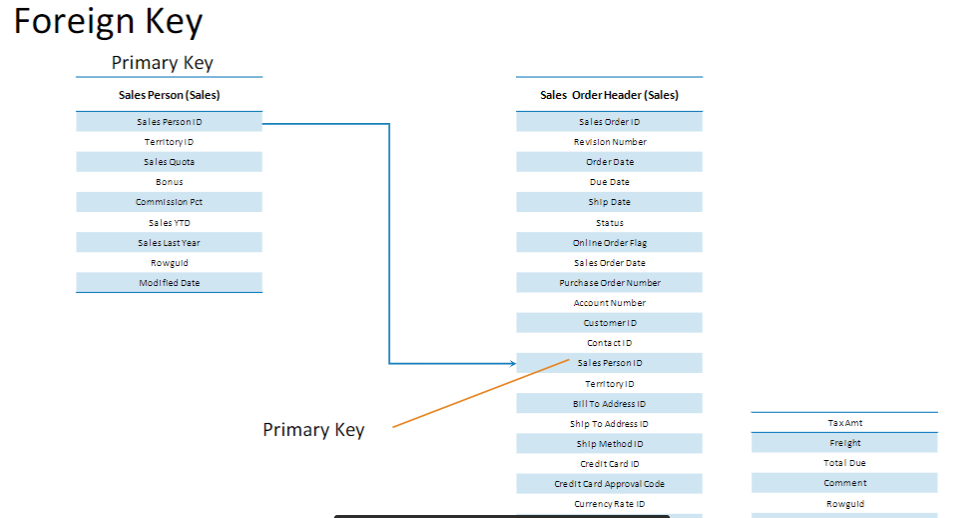 Foreign Key
Primary Key
Sales Person (Sales)
Sales Person ID
Territory ID
Sales Quota
Bonus
Commission Pct
Sales YTD
Sales Last Year
Rowguid
Modified Date
Sales Order Header (Sales)
Sales Order ID
Revision Number
Order Date
Due Date
Ship Date
Status
Online Order Flag
Sales Order Date
Purchase Order Number
Account Number
Customer ID
Contact ID
Sales Person ID
Territory ID
Bill To Address ID
Ship To Address ID
Ship Method ID
Credit Card ID
Credit Card Approval Code
Currency Rate ID
Primary Key
Tax Amt
Freight
Total Due
Comment
Rowguid